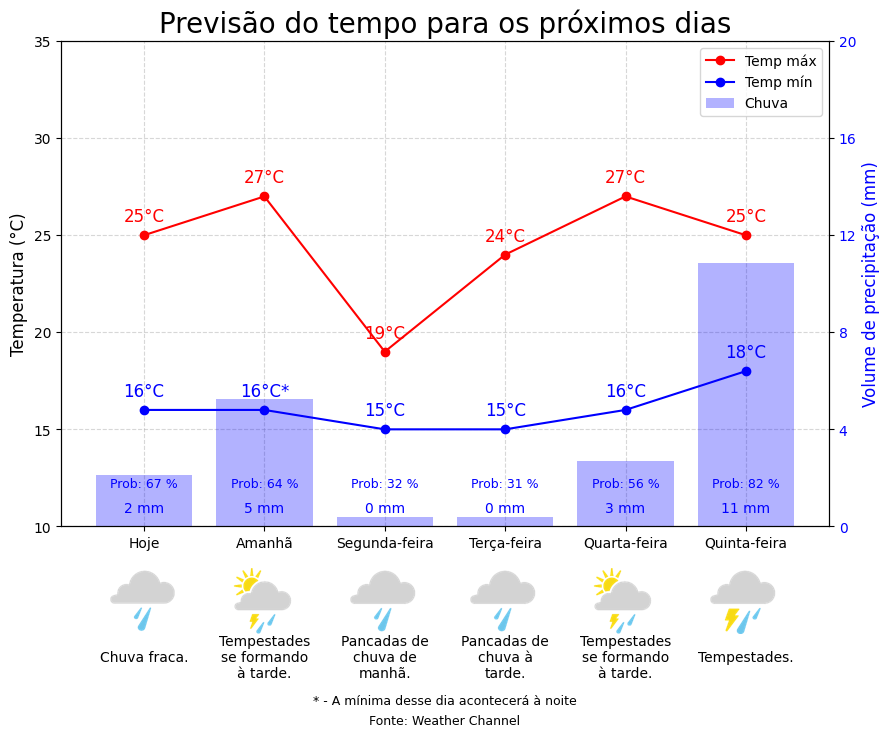 Previsão do tempo para os próximos dias
35
30
25
20
15
10
Temperatura (°C)
20
16
12
8
4
0
Volume de precipitação (mm)
Temp máx
Temp mín
Chuva
25°C
27°C
19°C
24°C
27°C
25°C
16°C
16°C*
15°C
15°C
16°C
18°C
Prob: 67 %
Prob: 64 %
Prob: 32 %
Prob: 31 %
Prob: 56 %
Prob: 82 %
2 mm
5 mm
0 mm
0 mm
3 mm
11 mm
Hoje
Amanhã
Segunda-feira
Terça-feira
Quarta-feira
Quinta-feira
Chuva fraca.
Tempestades
se formando
à tarde.
Pancadas de
chuva de
manhã.
Pancadas de
chuva à
tarde.
Tempestades
se formando
à tarde.
Tempestades.
* - A mínima desse dia acontecerá à noite
Fonte: Weather Channel